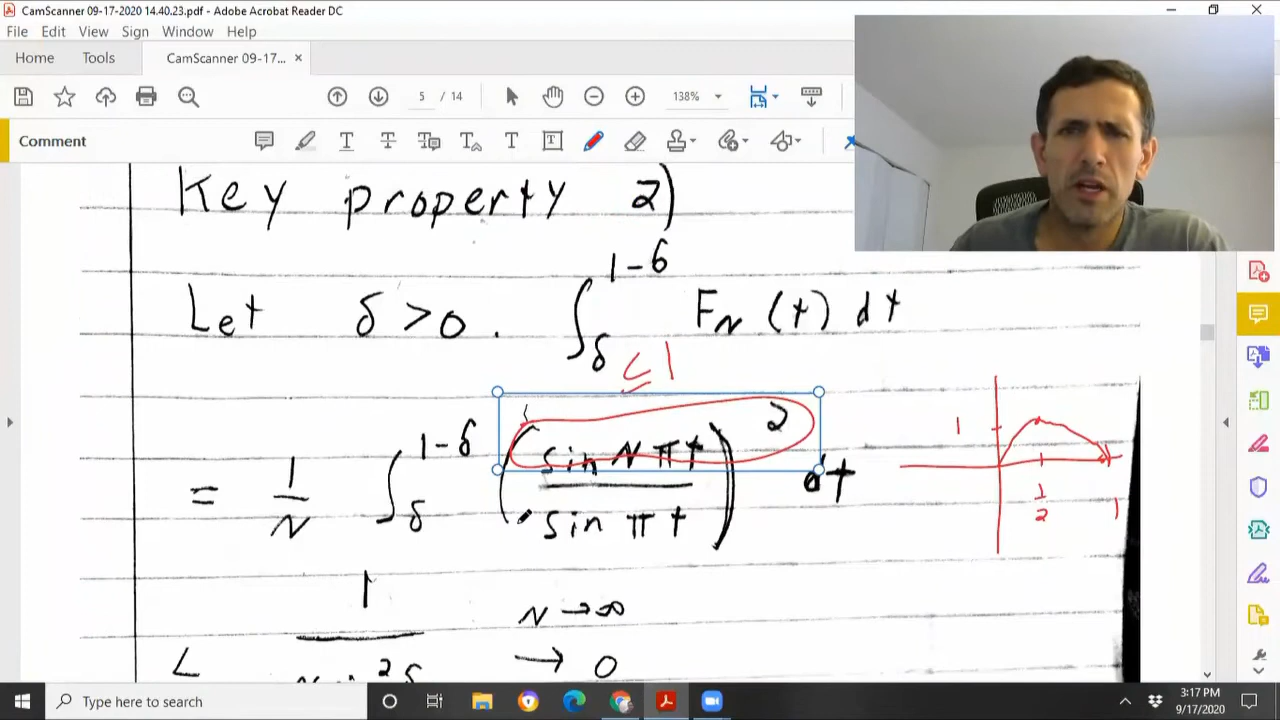 CamScanner 09-17-2020 14.40.23.pdf - Adobe Acrobat Reader DC
File Edit View Sign Window Help
Home Tools CamScanner 09-17... ×
5 / 14 138%
Comment
Key property 2)
Let δ > 0. ∫_δ^{1-δ} F_N(t) dt
≤ 1
= 1/N ∫_δ^{1-δ} (sin Nπt / sin πt)^2 dt
1
1/2 1
1
N → ∞
→ 0
Type here to search
3:17 PM
9/17/2020